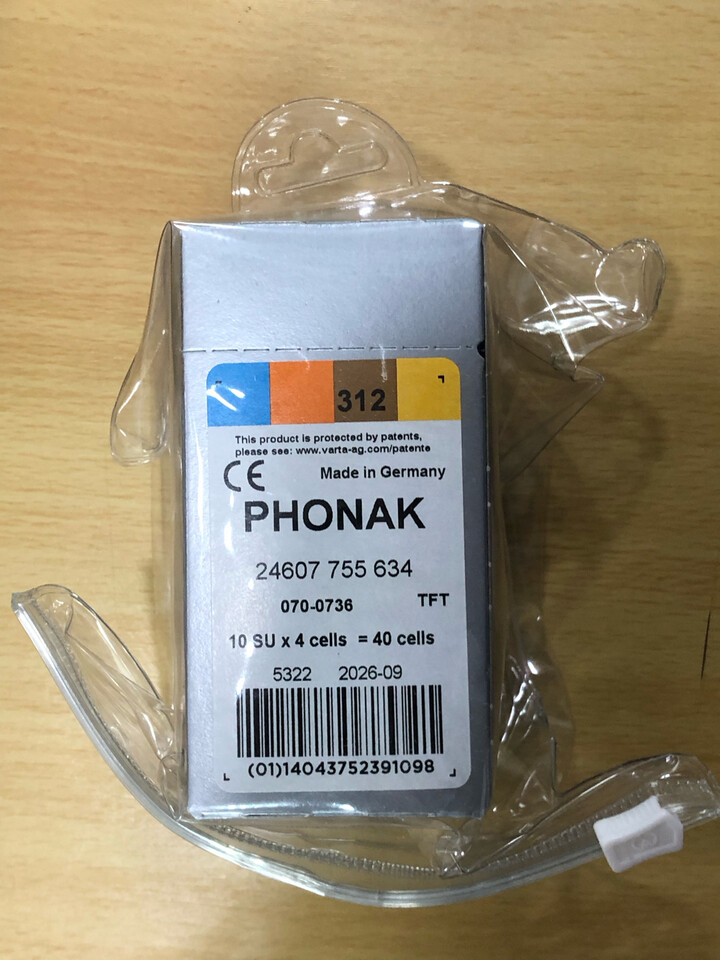 312
This product is protected by patents,
please see: www.varta-ag.com/patente
CE Made in Germany
PHONAK
24607 755 634
070-0736 TFT
10 SU x 4 cells = 40 cells
5322 2026-09
(01)14043752391098